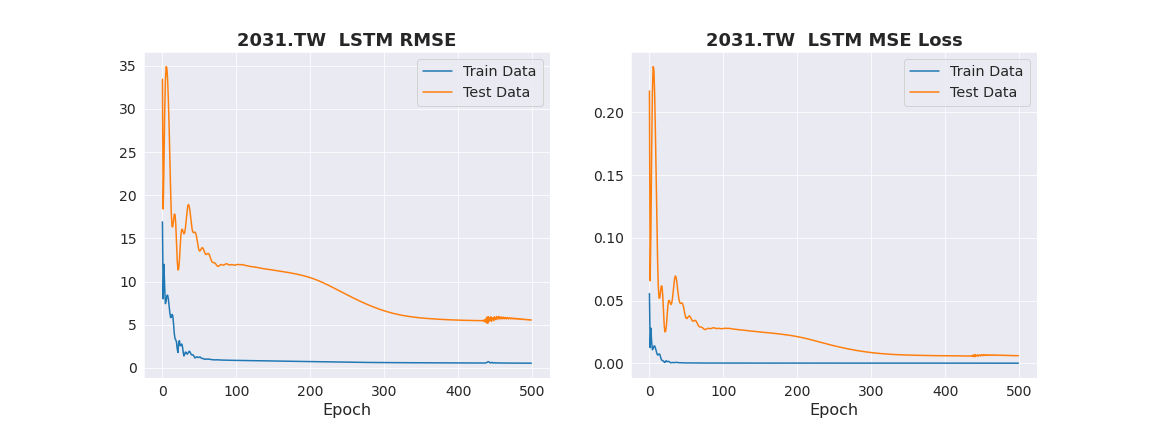 2031.TW  LSTM RMSE
35
30
25
20
15
10
5
0
0 100 200 300 400 500
Epoch
Train Data
Test Data
2031.TW  LSTM MSE Loss
0.20
0.15
0.10
0.05
0.00
0 100 200 300 400 500
Epoch
Train Data
Test Data